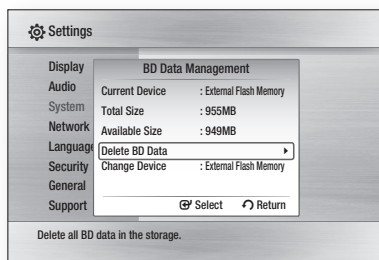 Settings
Display
Audio
System
Network
Language
Security
General
Support
BD Data Management
Current Device : External Flash Memory
Total Size : 955MB
Available Size : 949MB
Delete BD Data
Change Device : External Flash Memory
Select Return
Delete all BD data in the storage.